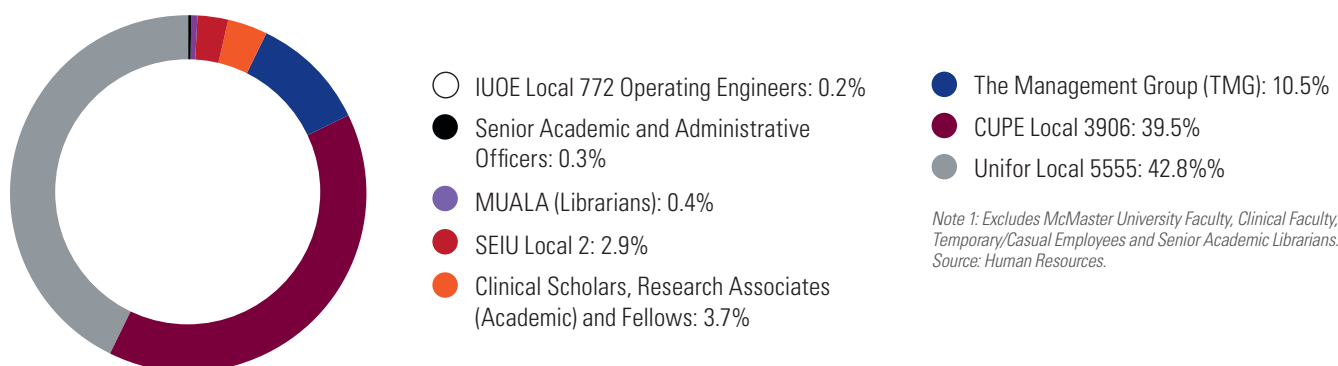 IUOE Local 772 Operating Engineers: 0.2%
Senior Academic and Administrative
Officers: 0.3%
MUALA (Librarians): 0.4%
SEIU Local 2: 2.9%
Clinical Scholars, Research Associates
(Academic) and Fellows: 3.7%
The Management Group (TMG): 10.5%
CUPE Local 3906: 39.5%
Unifor Local 5555: 42.8%%
Note 1: Excludes McMaster University Faculty, Clinical Faculty,
Temporary/Casual Employees and Senior Academic Librarians.
Source: Human Resources.